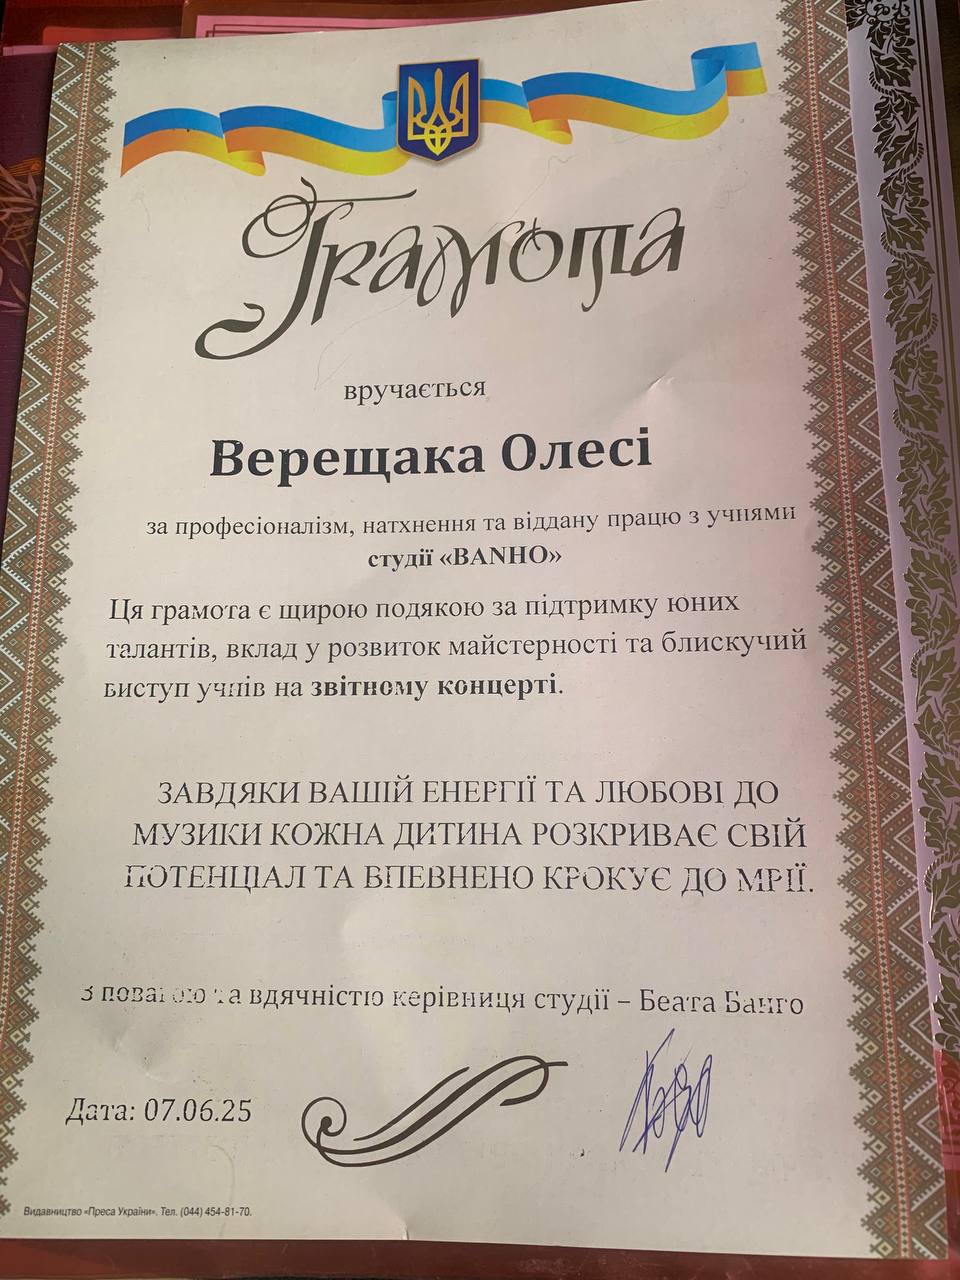 Грамота
вручається
Верещака Олесі
за професіоналізм, натхнення та віддану працю з учнями
студії «BANHO»
Ця грамота є щирою подякою за підтримку юних
талантів, вклад у розвиток майстерності та блискучий
виступ учнів на звітному концерті.
ЗАВДЯКИ ВАШІЙ ЕНЕРГІЇ ТА ЛЮБОВІ ДО
МУЗИКИ КОЖНА ДИТИНА РОЗКРИВАЄ СВІЙ
ПОТЕНЦІАЛ ТА ВПЕВНЕНО КРОКУЄ ДО МРІЇ.
З повагою та вдячністю керівниця студії – Беата Банго
Дата: 07.06.25
Видавництво «Преса України». Тел. (044) 454-81-70.